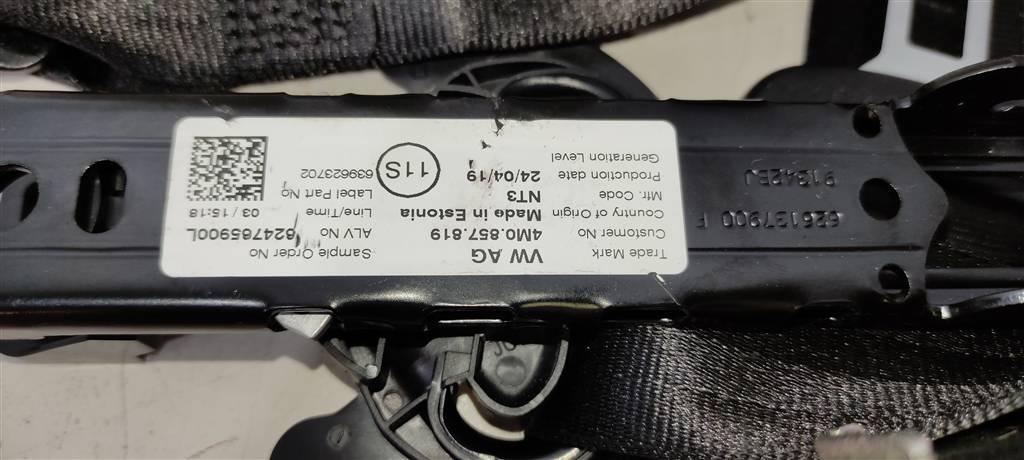 Trade Mark VW AG Sample Order No
Customer No 4M0.857.819 ALV No 624765900L
Country of Origin Made in Estonia Line/Time 03 / 15:18
Mfr. Code NT3 Label Part No 639623702
Production date 24/04/19
Generation Level
11S
626137900 F
91342EJ